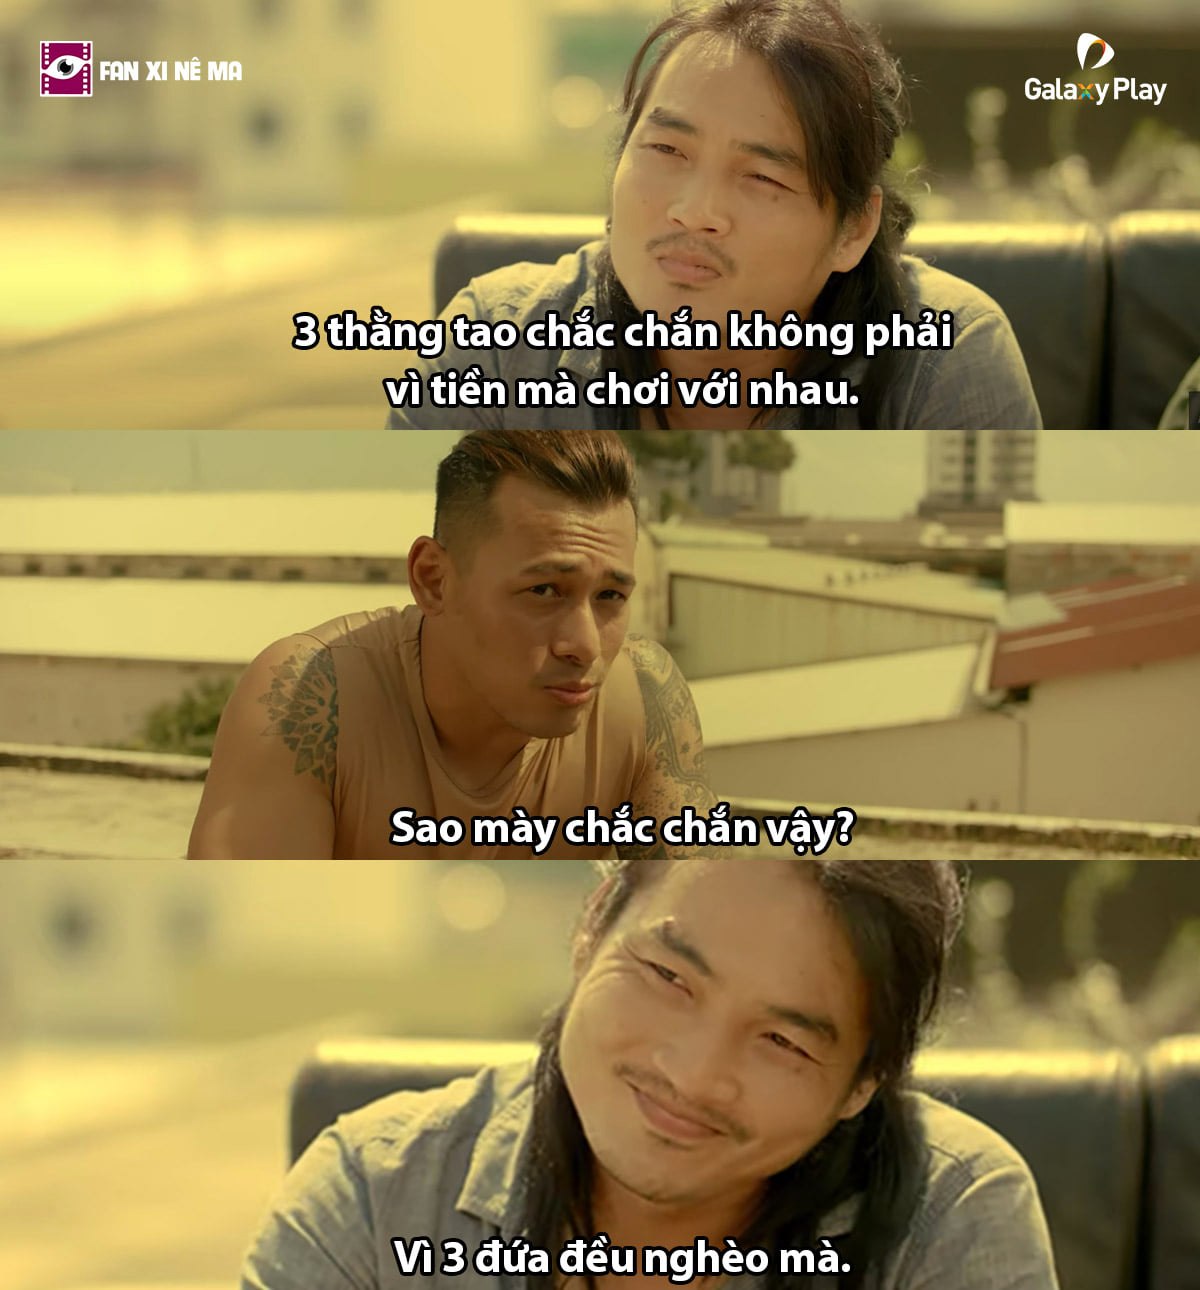 FAN XI NÊ MA
Galaxy Play
3 thằng tao chắc chắn không phải
vì tiền mà chơi với nhau.
Sao mày chắc chắn vậy?
Vì 3 đứa đều nghèo mà.